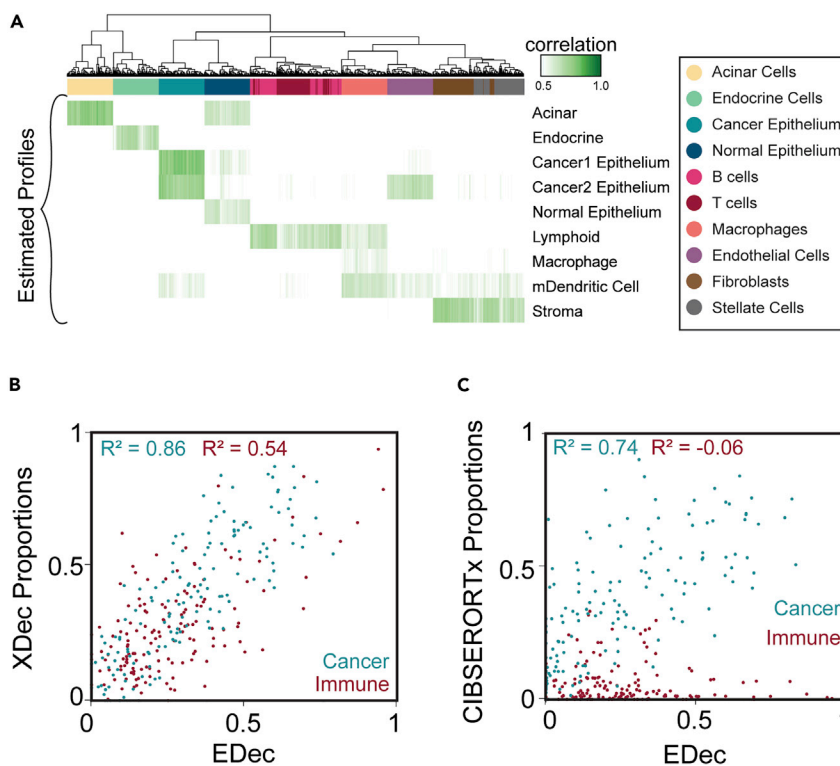 A
correlation
0.5 1.0
Estimated Profiles
Acinar
Endocrine
Cancer1 Epithelium
Cancer2 Epithelium
Normal Epithelium
Lymphoid
Macrophage
mDendritic Cell
Stroma
Acinar Cells
Endocrine Cells
Cancer Epithelium
Normal Epithelium
B cells
T cells
Macrophages
Endothelial Cells
Fibroblasts
Stellate Cells
B
R² = 0.86 R² = 0.54
XDec Proportions
1
0.5
0
Cancer
Immune
0 0.5 1
EDec
C
R² = 0.74 R² = -0.06
CIBSERORTx Proportions
1
0.5
0
Cancer
Immune
0 0.5
EDec